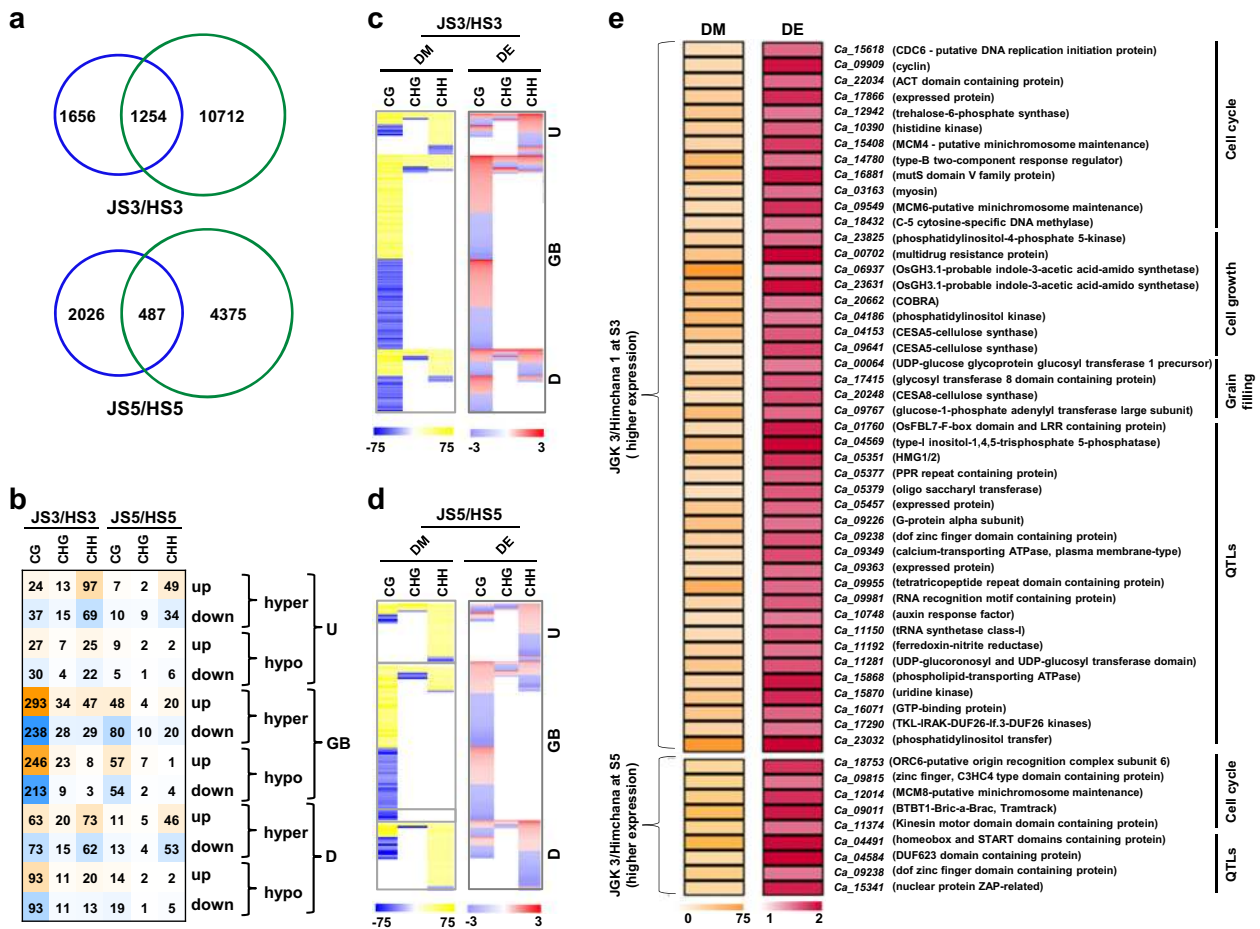 a
1656 1254 10712
JS3/HS3
2026 487 4375
JS5/HS5
b
JS3/HS3 JS5/HS5
CG CHG CHH CG CHG CHH
24 13 97 7 2 49 up
37 15 69 10 9 34 down
hyper
27 7 25 9 2 2 up
30 4 22 5 1 6 down
hypo
U
293 34 47 48 4 20 up
238 28 29 80 10 20 down
hyper
246 23 8 57 7 1 up
213 9 3 54 2 4 down
hypo
GB
63 20 73 11 5 46 up
73 15 62 13 4 53 down
hyper
93 11 20 14 2 2 up
93 11 13 19 1 5 down
hypo
D
c
JS3/HS3
DM DE
CG CHG CHH CG CHG CHH
U
GB
D
-75 75 -3 3
d
JS5/HS5
DM DE
CG CHG CHH CG CHG CHH
U
GB
D
-75 75 -3 3
e
DM DE
JGK 3/Himchana 1 at S3
( higher expression)
Ca_15618 (CDC6 - putative DNA replication initiation protein)
Ca_09909 (cyclin)
Ca_22034 (ACT domain containing protein)
Ca_17866 (expressed protein)
Ca_12942 (trehalose-6-phosphate synthase)
Ca_10390 (histidine kinase)
Ca_15408 (MCM4 - putative minichromosome maintenance)
Ca_14780 (type-B two-component response regulator)
Ca_16881 (mutS domain V family protein)
Ca_03163 (myosin)
Ca_09549 (MCM6-putative minichromosome maintenance)
Ca_18432 (C-5 cytosine-specific DNA methylase)
Cell cycle
Ca_23825 (phosphatidylinositol-4-phosphate 5-kinase)
Ca_00702 (multidrug resistance protein)
Ca_06937 (OsGH3.1-probable indole-3-acetic acid-amido synthetase)
Ca_23631 (OsGH3.1-probable indole-3-acetic acid-amido synthetase)
Ca_20662 (COBRA)
Ca_04186 (phosphatidylinositol kinase)
Ca_04153 (CESA5-cellulose synthase)
Ca_09641 (CESA5-cellulose synthase)
Cell growth
Ca_00064 (UDP-glucose glycoprotein glucosyl transferase 1 precursor)
Ca_17415 (glycosyl transferase 8 domain containing protein)
Ca_20248 (CESA8-cellulose synthase)
Ca_09767 (glucose-1-phosphate adenylyl transferase large subunit)
Grain
filling
Ca_01760 (OsFBL7-F-box domain and LRR containing protein)
Ca_04569 (type-I inositol-1,4,5-trisphosphate 5-phosphatase)
Ca_05351 (HMG1/2)
Ca_05377 (PPR repeat containing protein)
Ca_05379 (oligo saccharyl transferase)
Ca_05457 (expressed protein)
Ca_09226 (G-protein alpha subunit)
Ca_09238 (dof zinc finger domain containing protein)
Ca_09349 (calcium-transporting ATPase, plasma membrane-type)
Ca_09363 (expressed protein)
Ca_09955 (tetratricopeptide repeat domain containing protein)
Ca_09981 (RNA recognition motif containing protein)
Ca_10748 (auxin response factor)
Ca_11150 (tRNA synthetase class-I)
Ca_11192 (ferredoxin-nitrite reductase)
Ca_11281 (UDP-glucoronosyl and UDP-glucosyl transferase domain)
Ca_15868 (phospholipid-transporting ATPase)
Ca_15870 (uridine kinase)
Ca_16071 (GTP-binding protein)
Ca_17290 (TKL-IRAK-DUF26-lf.3-DUF26 kinases)
Ca_23032 (phosphatidylinositol transfer)
QTLs
JGK 3/Himchana at S5
(higher expression)
Ca_18753 (ORC6-putative origin recognition complex subunit 6)
Ca_09815 (zinc finger, C3HC4 type domain containing protein)
Ca_12014 (MCM8-putative minichromosome maintenance)
Ca_09011 (BTBT1-Bric-a-Brac, Tramtrack)
Ca_11374 (Kinesin motor domain domain containing protein)
Cell cycle
Ca_04491 (homeobox and START domains containing protein)
Ca_04584 (DUF623 domain containing protein)
Ca_09238 (dof zinc finger domain containing protein)
Ca_15341 (nuclear protein ZAP-related)
QTLs
0 75 1 2